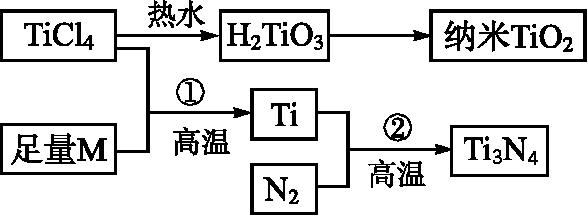 TiCl₄ 热水 H₂TiO₃ 纳米TiO₂
① 高温
足量M Ti ② 高温 Ti₃N₄
N₂